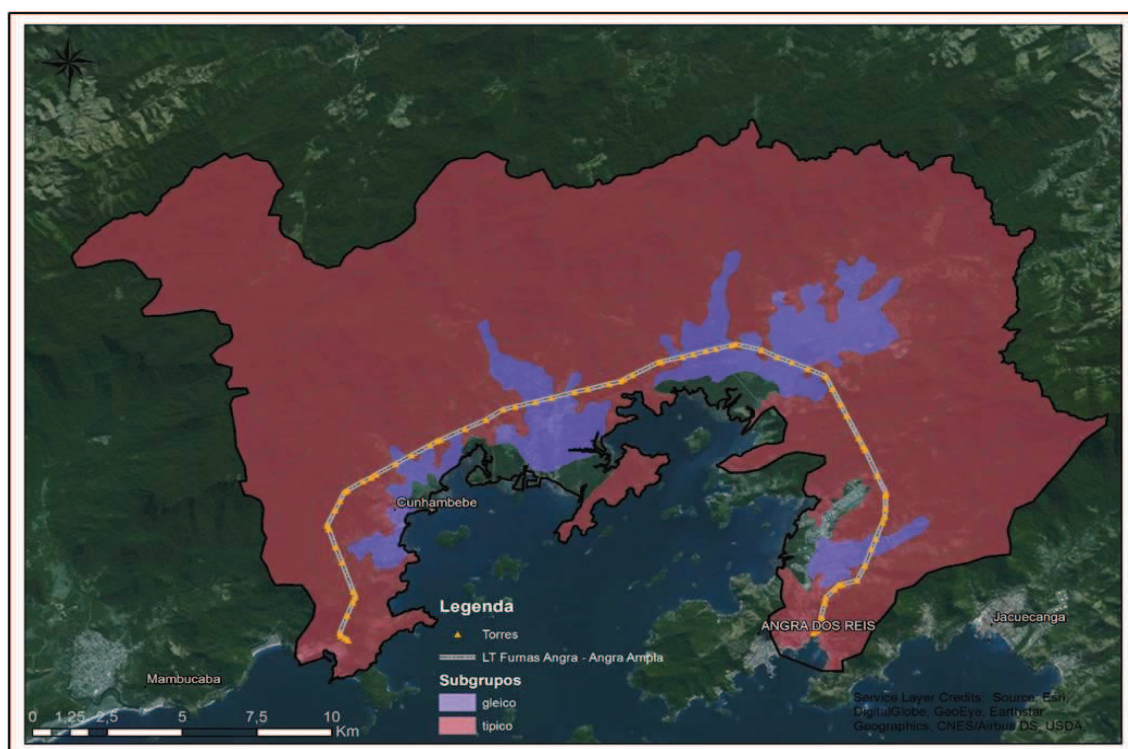 Cunhambebe
Legenda
Torres
LT Furnas Angra - Angra Ampla
Subgrupos
gleico
tipico
ANGRA DOS REIS
Jacuecanga
Mambucaba
0 1,25 2,5 5 7,5 10
Km
Service Layer Credits: Source: Esri,
DigitalGlobe, GeoEye, Earthstar
Geographics, CNES/Airbus DS, USDA,